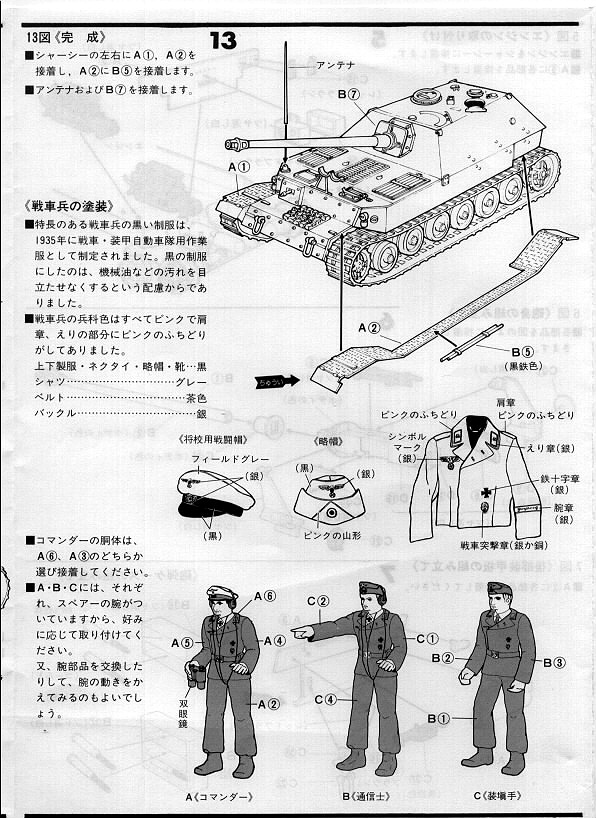 13図《完　成》
13
■シャーシーの左右にA①、A②を
接着し、A②にB⑤を接着します。
■アンテナおよびB⑦を接着します。
アンテナ
B⑦
A①
《戦車兵の塗装》
■特長のある戦車兵の黒い制服は、
1935年に戦車・装甲自動車隊用作業
服として制定されました。黒の制服
にしたのは、機械油などの汚れを目
立たせなくするという配慮からであ
りました。
■戦車兵の兵科色はすべてピンクで肩
章、えりの部分にピンクのふちどり
がしてありました。
上下製服・ネクタイ・略帽・靴…黒
シャツ……………………………グレー
ベルト……………………………茶色
バックル…………………………銀
A②
B⑤
(黒鉄色)
ちゅうい
《将校用戦闘帽》
フィールドグレー
(銀)
(黒)
《略帽》
(黒)
(銀)
ピンクの山形
肩章
ピンクのふちどり
ピンクのふちどり
シンボル
マーク
(銀)
えり章(銀)
鉄十字章
(銀)
腕章
(銀)
戦車突撃章(銀か銅)
■コマンダーの胴体は、
A⑥、A③のどちらか
選び接着してください。
■A・B・Cには、それぞ
れ、スペアーの腕がつ
いていますから、好み
に応じて取り付けてく
ださい。
又、腕部品を交換した
りして、腕の動きをか
えてみるのもよいでし
ょう。
A⑥
A⑤
A④
A②
双眼鏡
A《コマンダー》
C②
C①
C④
B《通信士》
B②
B③
B①
C《装塡手》